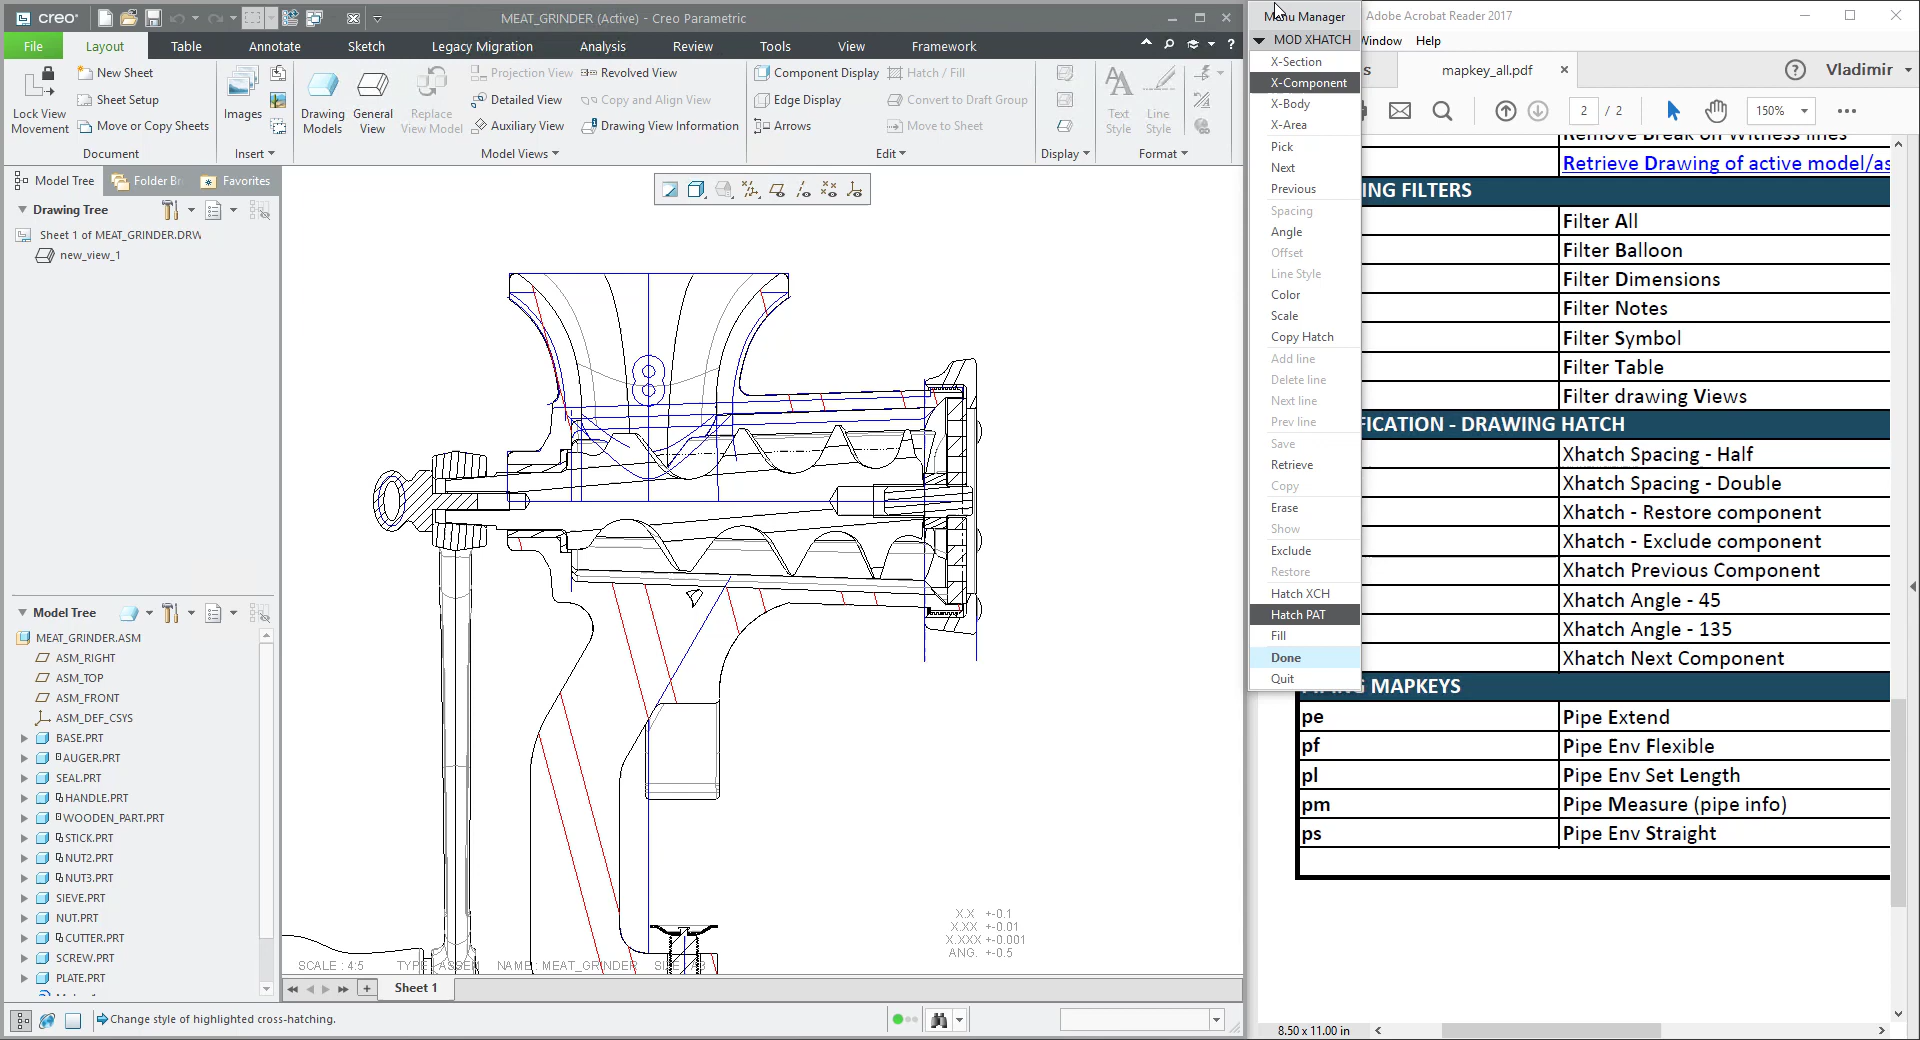 creo
MEAT_GRINDER (Active) - Creo Parametric
File
Layout
Table
Annotate
Sketch
Legacy Migration
Analysis
Review
Tools
View
Framework
Lock View Movement
New Sheet
Sheet Setup
Move or Copy Sheets
Document
Images
Insert
Drawing Models
General View
Replace View Model
Projection View
Detailed View
Auxiliary View
Revolved View
Copy and Align View
Drawing View Information
Model Views
Component Display
Edge Display
Arrows
Hatch / Fill
Convert to Draft Group
Move to Sheet
Edit
Display
Text Style
Line Style
Format
Model Tree
Folder Br
Favorites
Drawing Tree
Sheet 1 of MEAT_GRINDER.DRW
new_view_1
Model Tree
MEAT_GRINDER.ASM
ASM_RIGHT
ASM_TOP
ASM_FRONT
ASM_DEF_CSYS
BASE.PRT
AUGER.PRT
SEAL.PRT
HANDLE.PRT
WOODEN_PART.PRT
STICK.PRT
NUT2.PRT
NUT3.PRT
SIEVE.PRT
NUT.PRT
CUTTER.PRT
SCREW.PRT
PLATE.PRT
X.X +-0.1
X.XX +-0.01
X.XXX +-0.001
ANG. +-0.5
SCALE : 4:5 TYPE : ASSEM NAME : MEAT_GRINDER
Sheet 1
Change style of highlighted cross-hatching.
Menu Manager
MOD XHATCH
X-Section
X-Component
X-Body
X-Area
Pick
Next
Previous
Spacing
Angle
Offset
Line Style
Color
Scale
Copy Hatch
Add line
Delete line
Next line
Prev line
Save
Retrieve
Copy
Erase
Show
Exclude
Restore
Hatch XCH
Hatch PAT
Fill
Done
Quit
Adobe Acrobat Reader 2017
Window Help
mapkey_all.pdf
Vladimir
2 / 2
150%
Remove Break on Witness lines
Retrieve Drawing of active model/as
ING FILTERS
Filter All
Filter Balloon
Filter Dimensions
Filter Notes
Filter Symbol
Filter Table
Filter drawing Views
FICATION - DRAWING HATCH
Xhatch Spacing - Half
Xhatch Spacing - Double
Xhatch - Restore component
Xhatch - Exclude component
Xhatch Previous Component
Xhatch Angle - 45
Xhatch Angle - 135
Xhatch Next Component
MAPKEYS
pe Pipe Extend
pf Pipe Env Flexible
pl Pipe Env Set Length
pm Pipe Measure (pipe info)
ps Pipe Env Straight
8.50 x 11.00 in